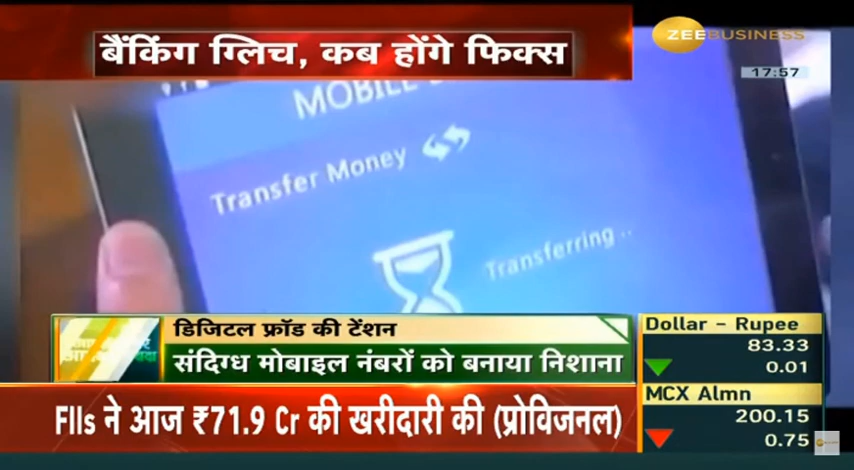 बैंकिंग ग्लिच, कब होंगे फिक्स
ZEEBUSINESS
17:57
MOBILE
Transfer Money
Transferring ..
डिजिटल फ्रॉड की टेंशन
संदिग्ध मोबाइल नंबरों को बनाया निशाना
FIIs ने आज ₹71.9 Cr की खरीदारी की (प्रोविजनल)
Dollar - Rupee
83.33
0.01
MCX Almn
200.15
0.75